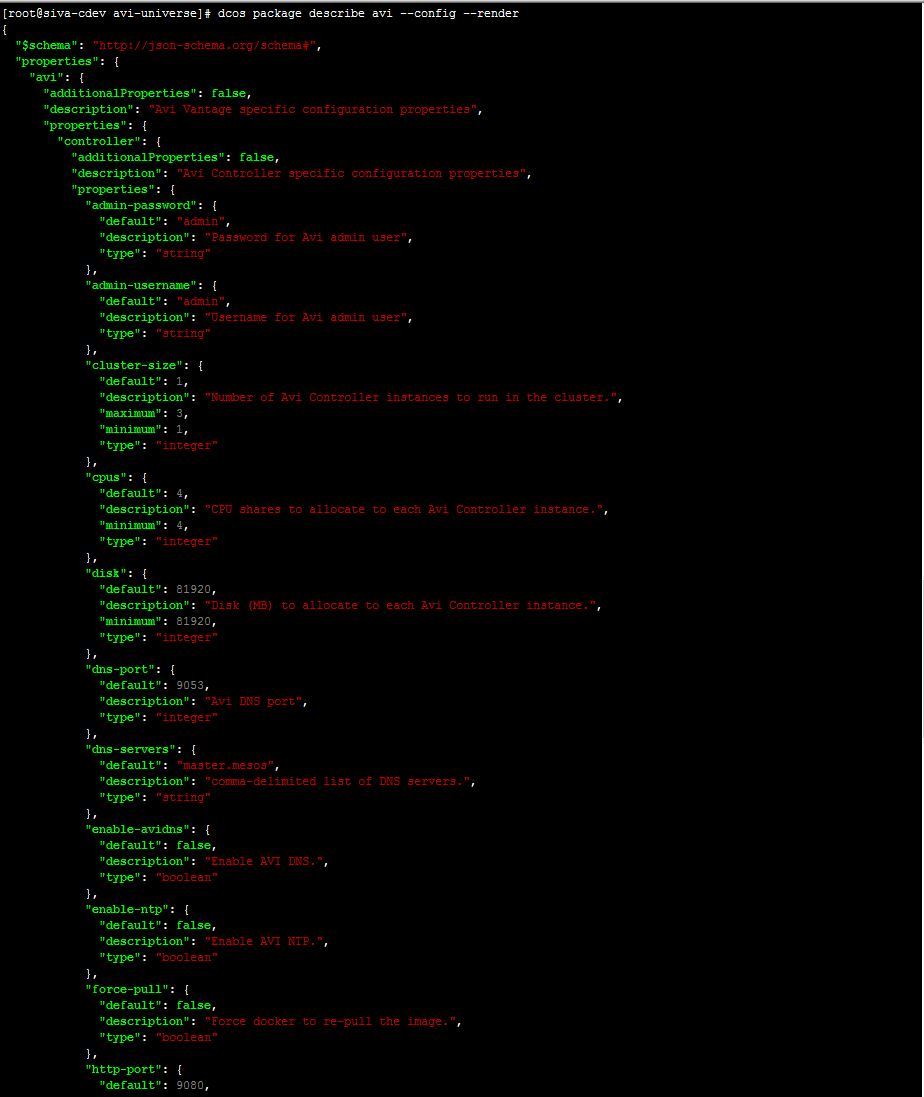 [root@siva-cdev avi-universe]# dcos package describe avi --config --render
{
  "$schema": "http://json-schema.org/schema#",
  "properties": {
    "avi": {
      "additionalProperties": false,
      "description": "Avi Vantage specific configuration properties",
      "properties": {
        "controller": {
          "additionalProperties": false,
          "description": "Avi Controller specific configuration properties",
          "properties": {
            "admin-password": {
              "default": "admin",
              "description": "Password for Avi admin user",
              "type": "string"
            },
            "admin-username": {
              "default": "admin",
              "description": "Username for Avi admin user",
              "type": "string"
            },
            "cluster-size": {
              "default": 1,
              "description": "Number of Avi Controller instances to run in the cluster.",
              "maximum": 3,
              "minimum": 1,
              "type": "integer"
            },
            "cpus": {
              "default": 4,
              "description": "CPU shares to allocate to each Avi Controller instance.",
              "minimum": 4,
              "type": "integer"
            },
            "disk": {
              "default": 81920,
              "description": "Disk (MB) to allocate to each Avi Controller instance.",
              "minimum": 81920,
              "type": "integer"
            },
            "dns-port": {
              "default": 9053,
              "description": "Avi DNS port",
              "type": "integer"
            },
            "dns-servers": {
              "default": "master.mesos",
              "description": "comma-delimited list of DNS servers.",
              "type": "string"
            },
            "enable-avidns": {
              "default": false,
              "description": "Enable AVI DNS.",
              "type": "boolean"
            },
            "enable-ntp": {
              "default": false,
              "description": "Enable AVI NTP.",
              "type": "boolean"
            },
            "force-pull": {
              "default": false,
              "description": "Force docker to re-pull the image.",
              "type": "boolean"
            },
            "http-port": {
              "default": 9080,